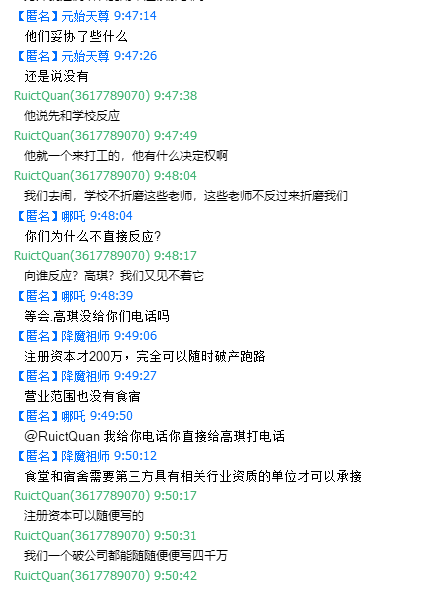 【匿名】元始天尊 9:47:14
他们妥协了些什么
【匿名】元始天尊 9:47:26
还是说没有
RuictQuan(3617789070) 9:47:38
他说先和学校反应
RuictQuan(3617789070) 9:47:49
他就一个来打工的，他有什么决定权啊
RuictQuan(3617789070) 9:48:04
我们去闹，学校不折磨这些老师，这些老师不反过来折磨我们
【匿名】哪吒 9:48:04
你们为什么不直接反应?
RuictQuan(3617789070) 9:48:17
向谁反应？高琪？我们又见不着它
【匿名】哪吒 9:48:39
等会.高琪没给你们电话吗
【匿名】降魔祖师 9:49:06
注册资本才200万，完全可以随时破产跑路
【匿名】降魔祖师 9:49:27
营业范围也没有食宿
【匿名】哪吒 9:49:50
@RuictQuan 我给你电话你直接给高琪打电话
【匿名】降魔祖师 9:50:12
食堂和宿舍需要第三方具有相关行业资质的单位才可以承接
RuictQuan(3617789070) 9:50:17
注册资本可以随便写的
RuictQuan(3617789070) 9:50:31
我们一个破公司都能随随便便写四千万
RuictQuan(3617789070) 9:50:42